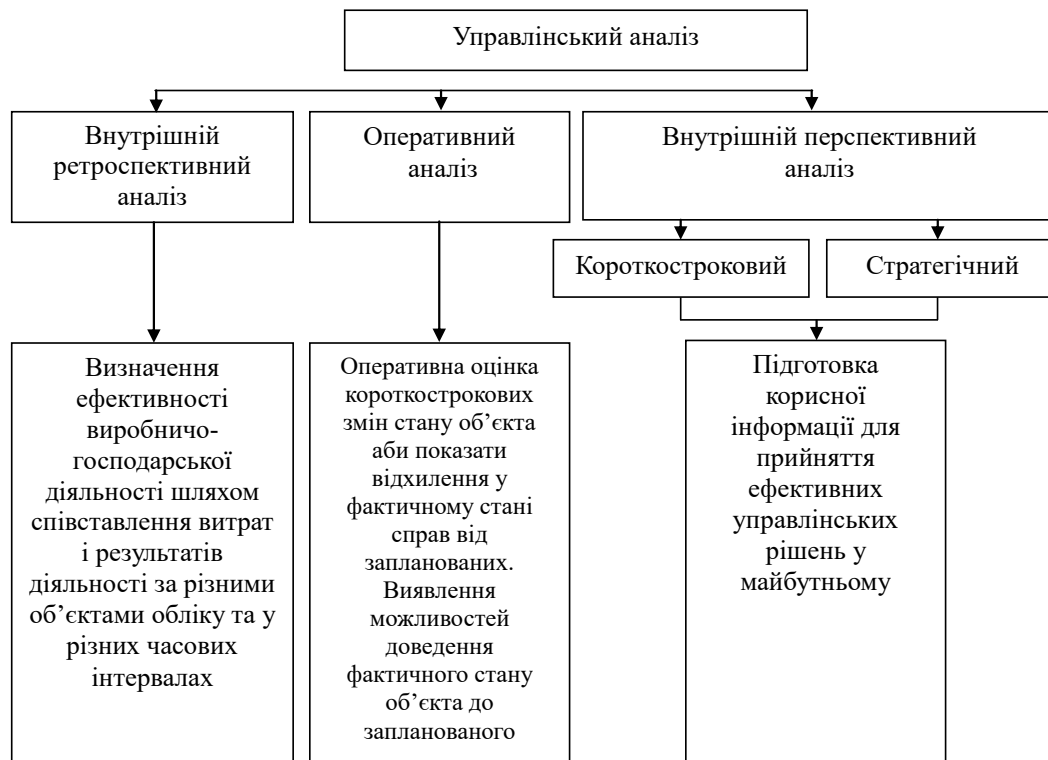 Управлінський аналіз
Внутрішній
ретроспективний
аналіз
Оперативний
аналіз
Внутрішній перспективний
аналіз
Короткостроковий
Стратегічний
Визначення
ефективності
виробничо-
господарської
діяльності шляхом
співставлення витрат
і результатів
діяльності за різними
об’єктами обліку та у
різних часових
інтервалах
Оперативна оцінка
короткострокових
змін стану об’єкта
аби показати
відхилення у
фактичному стані
справ від
запланованих.
Виявлення
можливостей
доведення
фактичного стану
об’єкта до
запланованого
Підготовка
корисної
інформації для
прийняття
ефективних
управлінських
рішень у
майбутньому